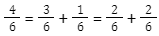 4/6 = 3/6 + 1/6 = 2/6 + 2/6